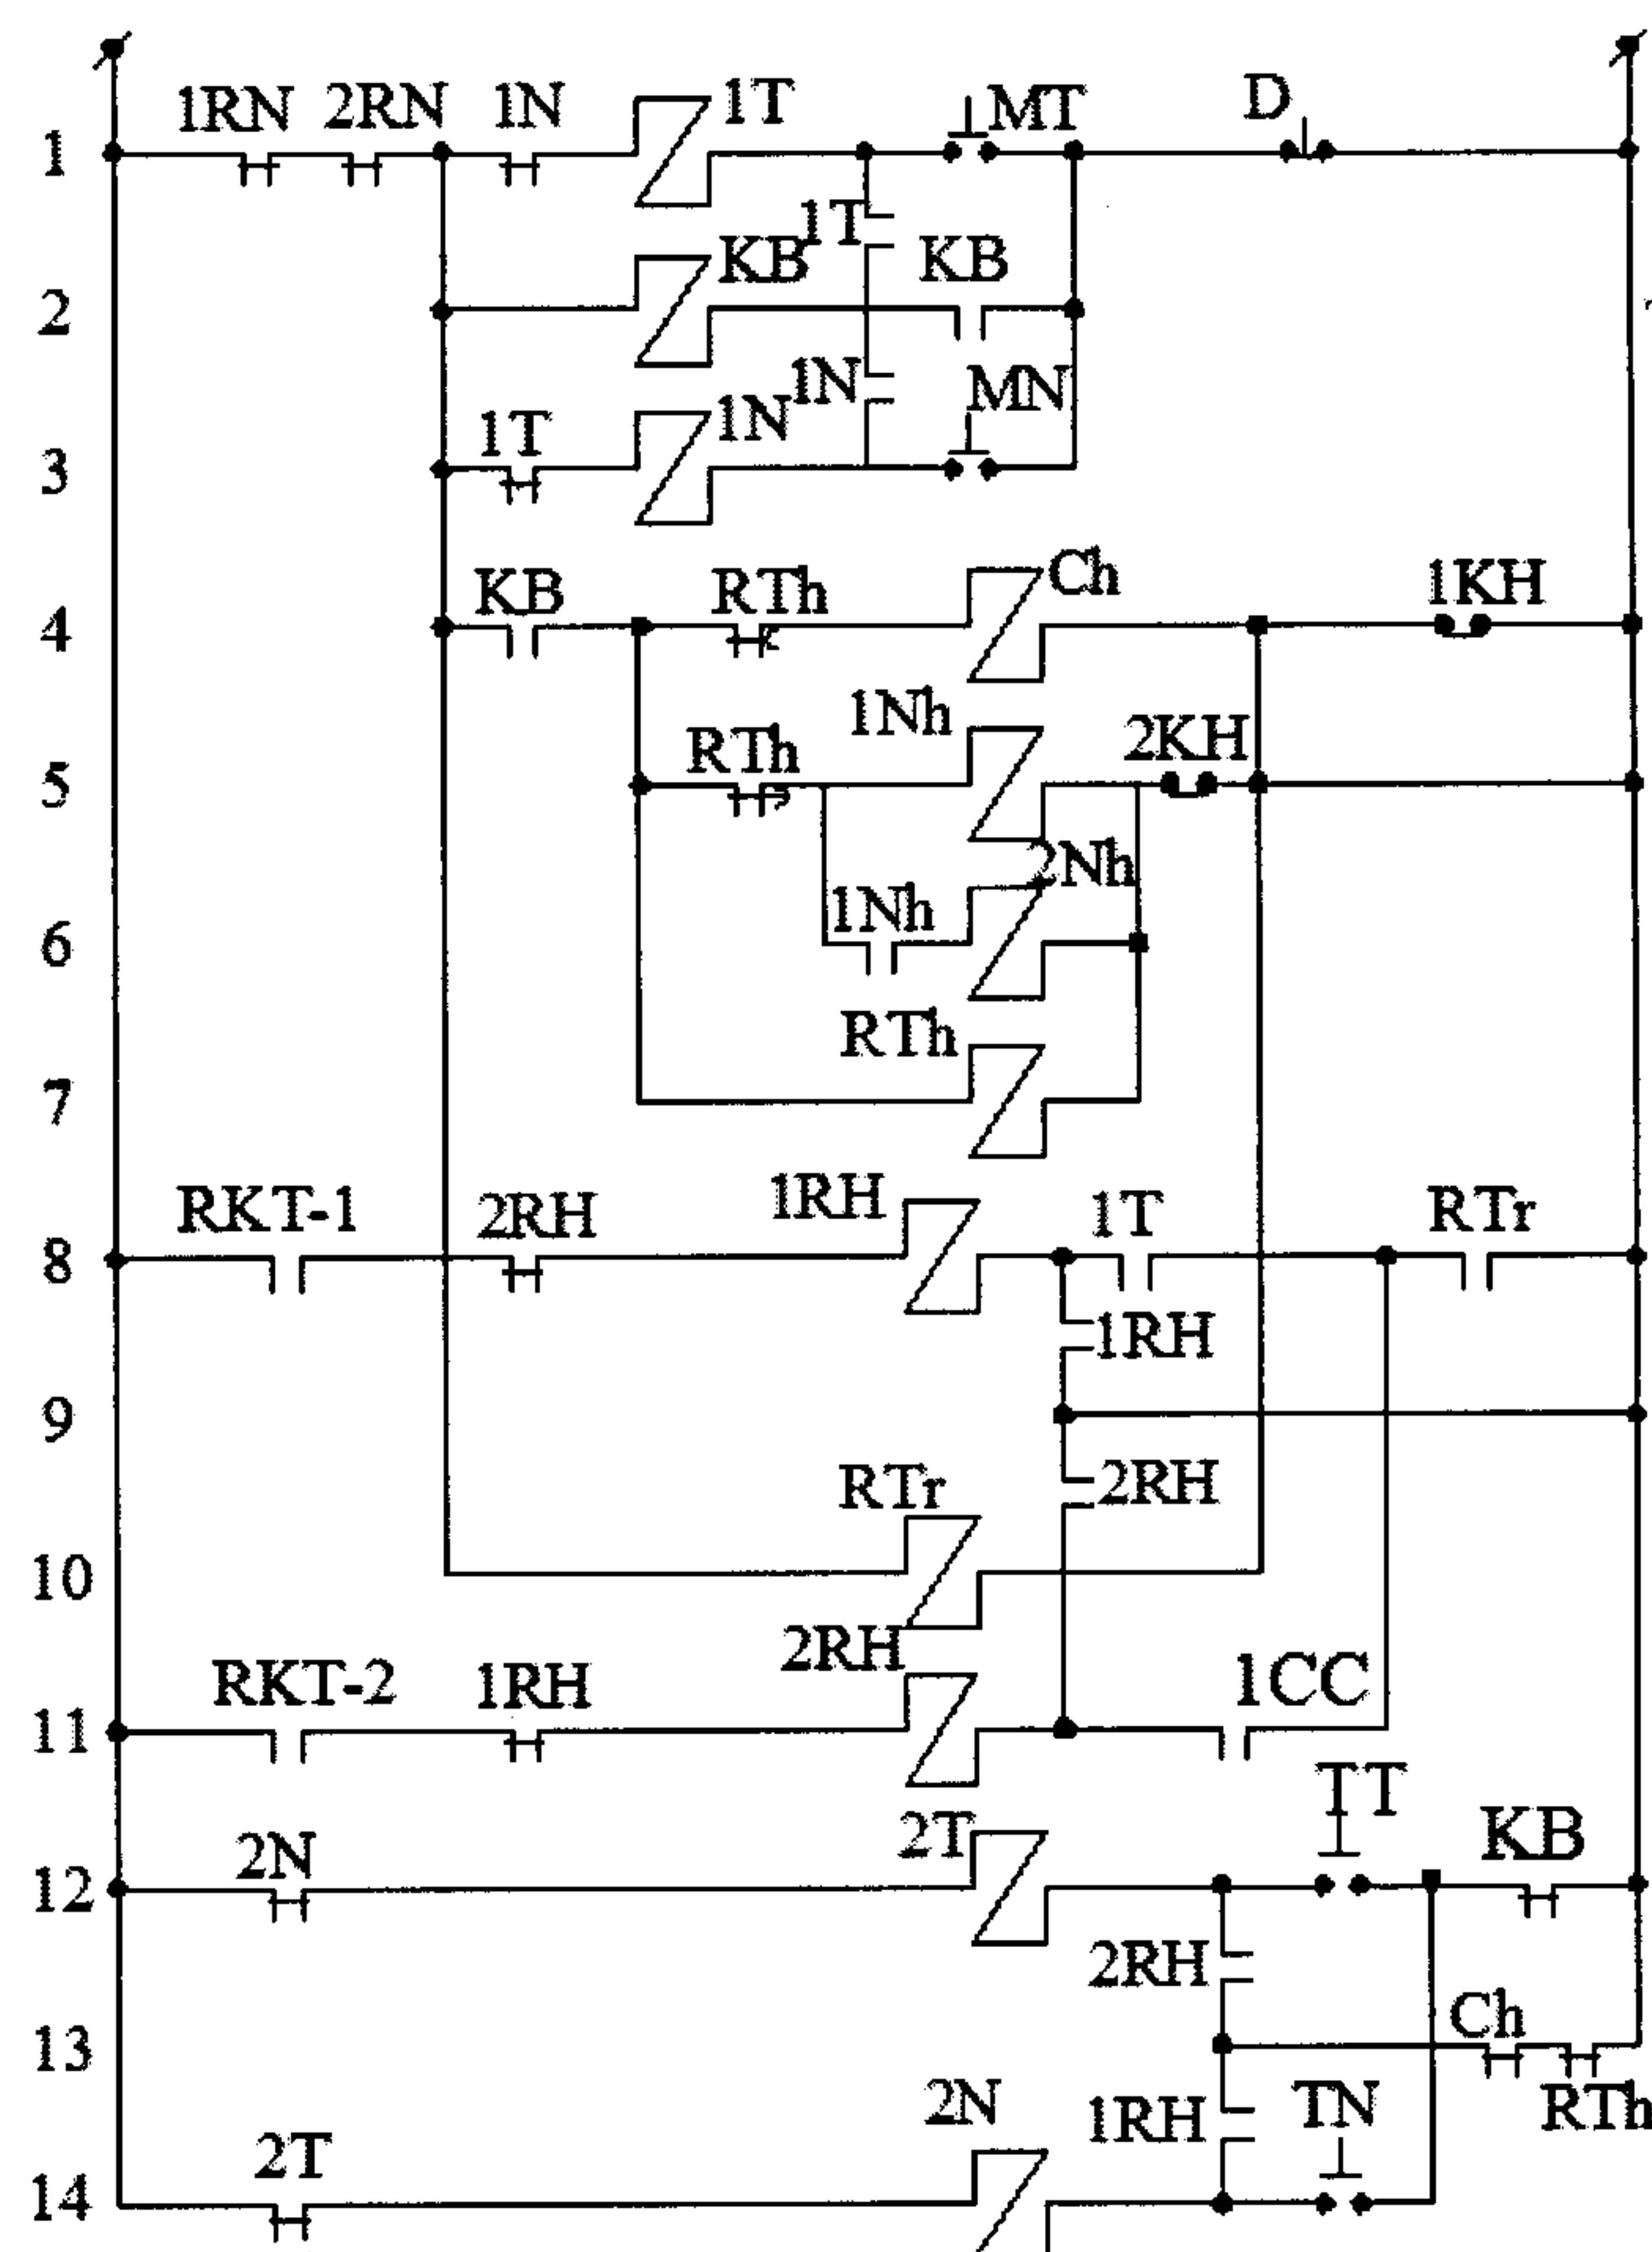 1RN 2RN 1N 1T MT D
1
1T
KB KB
2
1N MN
1T 1N
3
KB RTh Ch 1KH
4
1Nh 2KH
RTh
5
2Nh
1Nh
6
RTh
7
RKT-1 2RH 1RH 1T RTr
8
1RH
9
RTr 2RH
10
2RH 1CC
RKT-2 1RH
11
TT
2N 2T KB
12
2RH Ch
13
2N 1RH TN RTh
2T
14